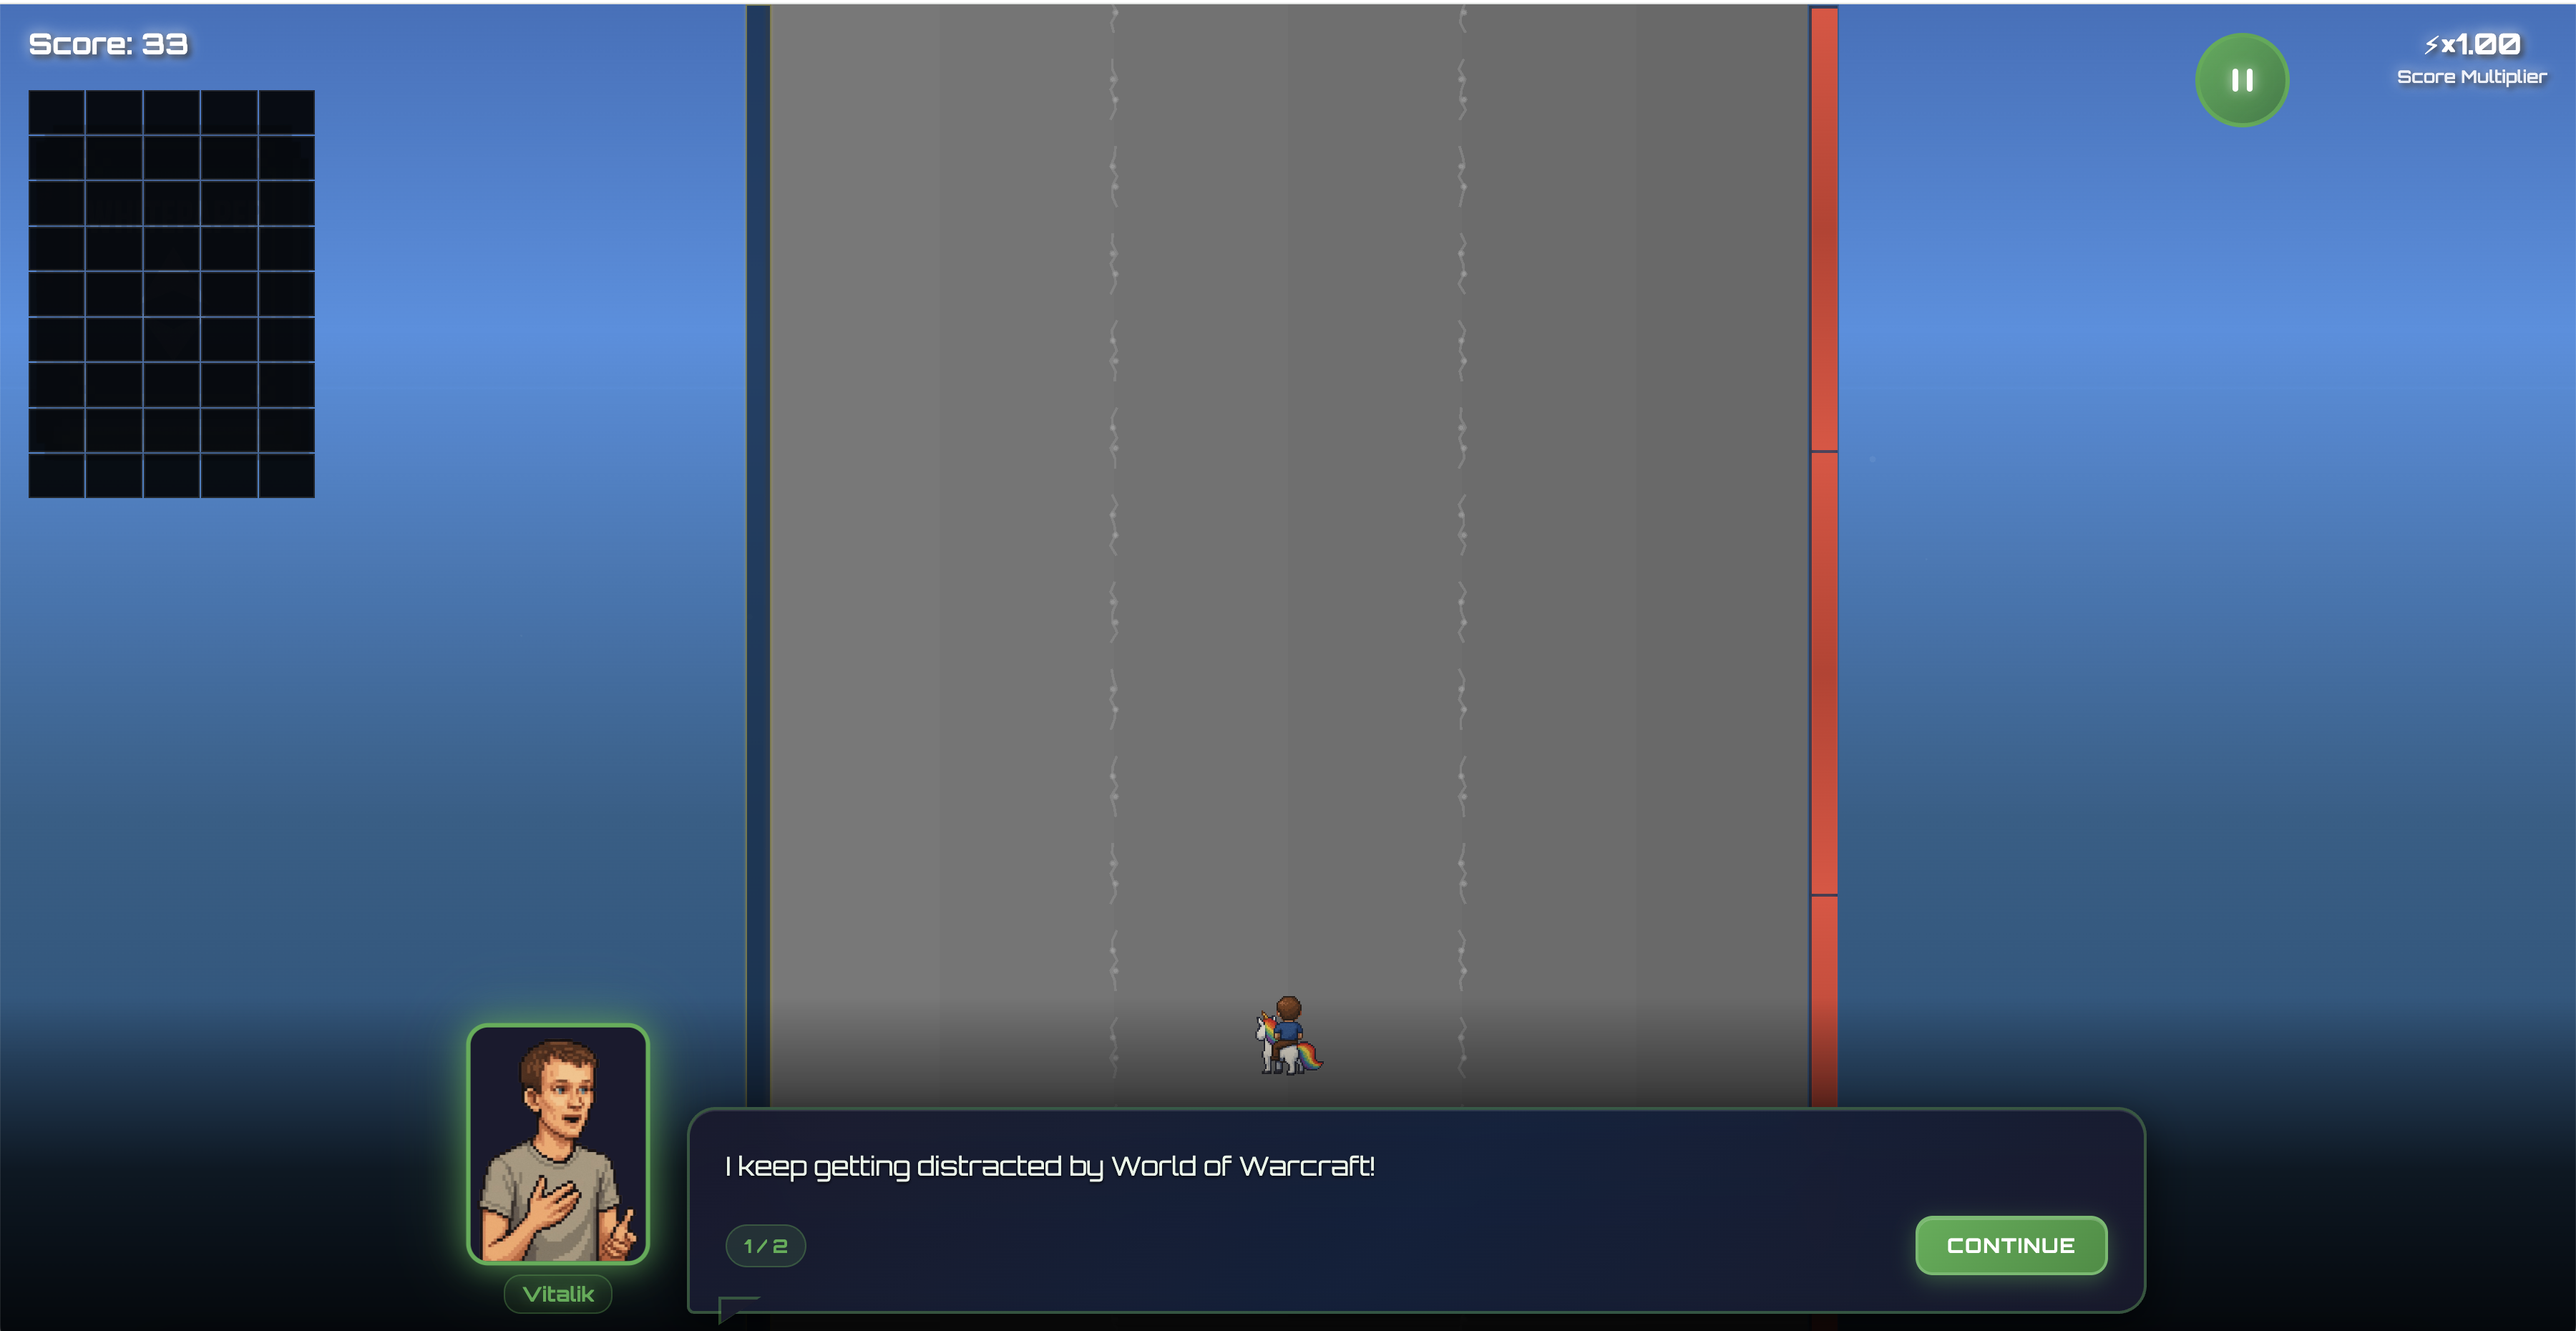 Score: 33
⚡x1.00
Score Multiplier
I keep getting distracted by World of Warcraft!
1 / 2
CONTINUE
Vitalik